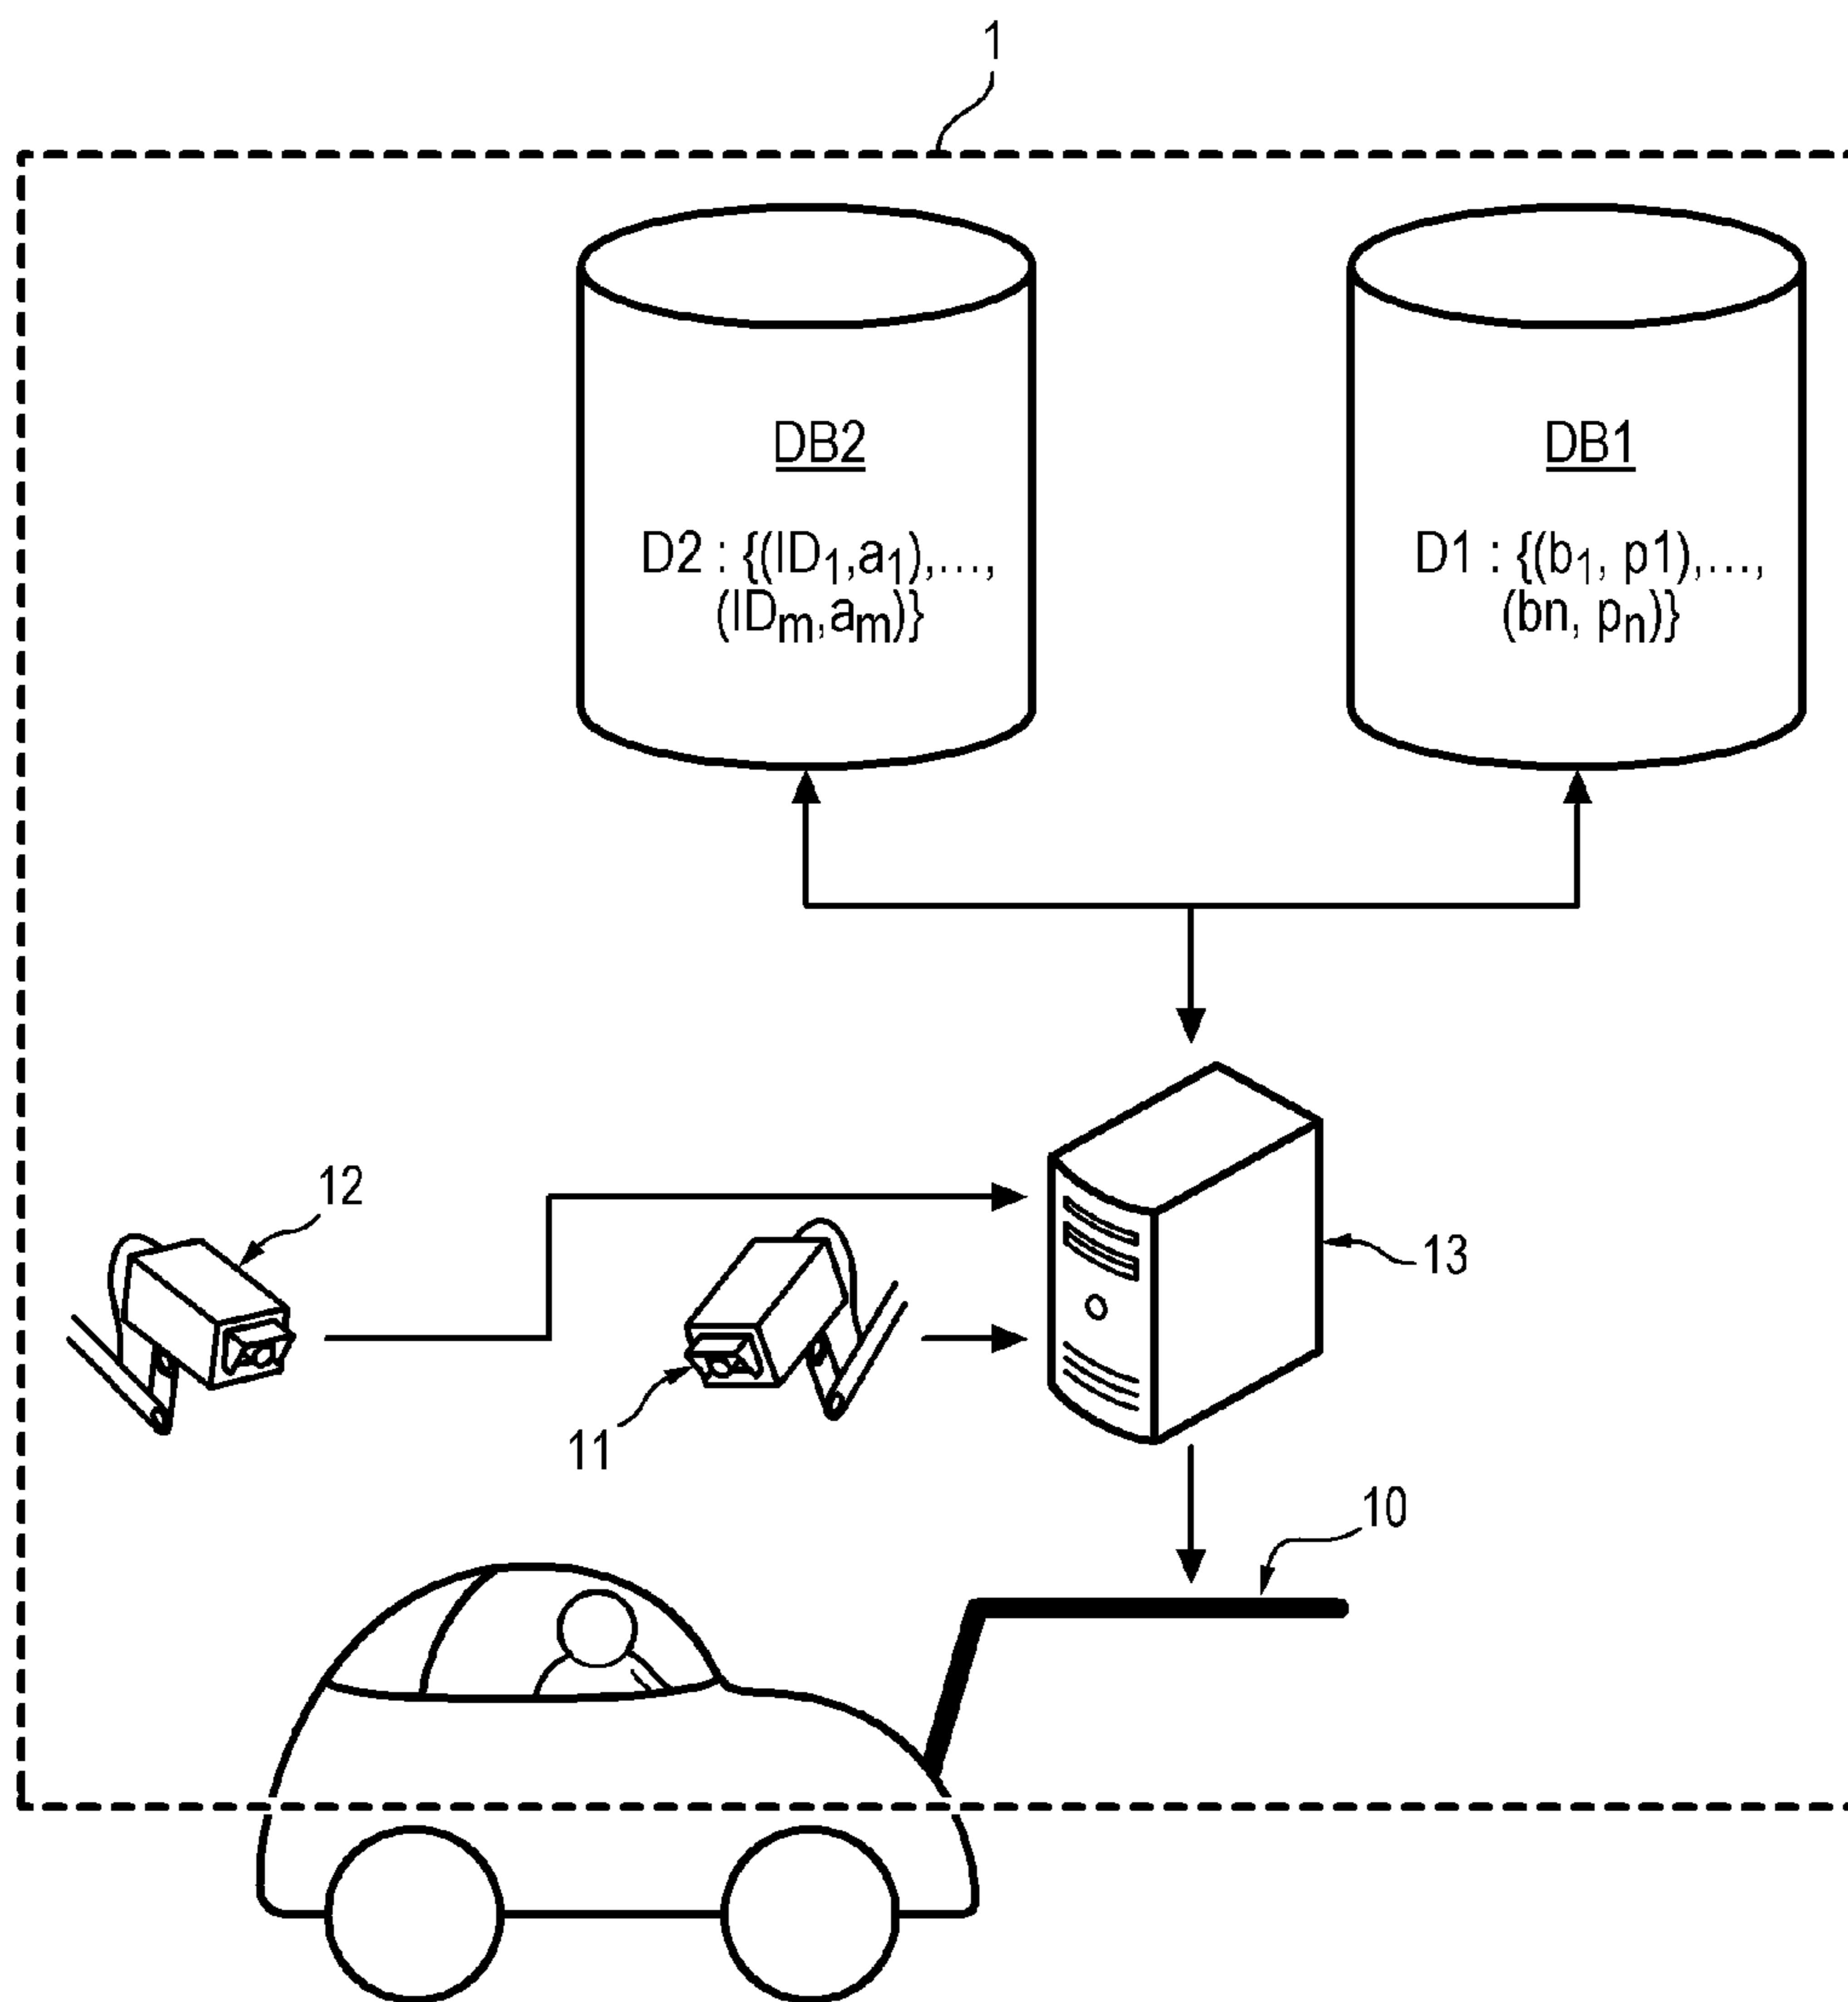 1
DB2
D2 : {(ID1,a1),...,
(IDm,am)}
DB1
D1 : {(b1, p1),...,
(bn, pn)}
12
13
11
10